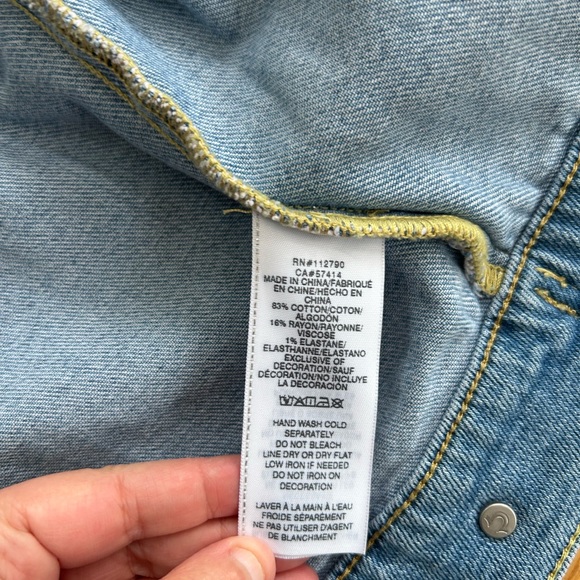 RN#112790
CA#57414
MADE IN CHINA/FABRIQUÉ
EN CHINE/HECHO EN
CHINA
83% COTTON/COTON/
ALGODÓN
16% RAYON/RAYONNE/
VISCOSE
1% ELASTANE/
ELASTHANNE/ELASTANO
EXCLUSIVE OF
DECORATION/SAUF
DÉCORATION/NO INCLUYE
LA DECORACIÓN
HAND WASH COLD
SEPARATELY
DO NOT BLEACH
LINE DRY OR DRY FLAT
LOW IRON IF NEEDED
DO NOT IRON ON
DECORATION
LAVER À LA MAIN À L'EAU
FROIDE SÉPARÉMENT
NE PAS UTILISER D'AGENT
DE BLANCHIMENT